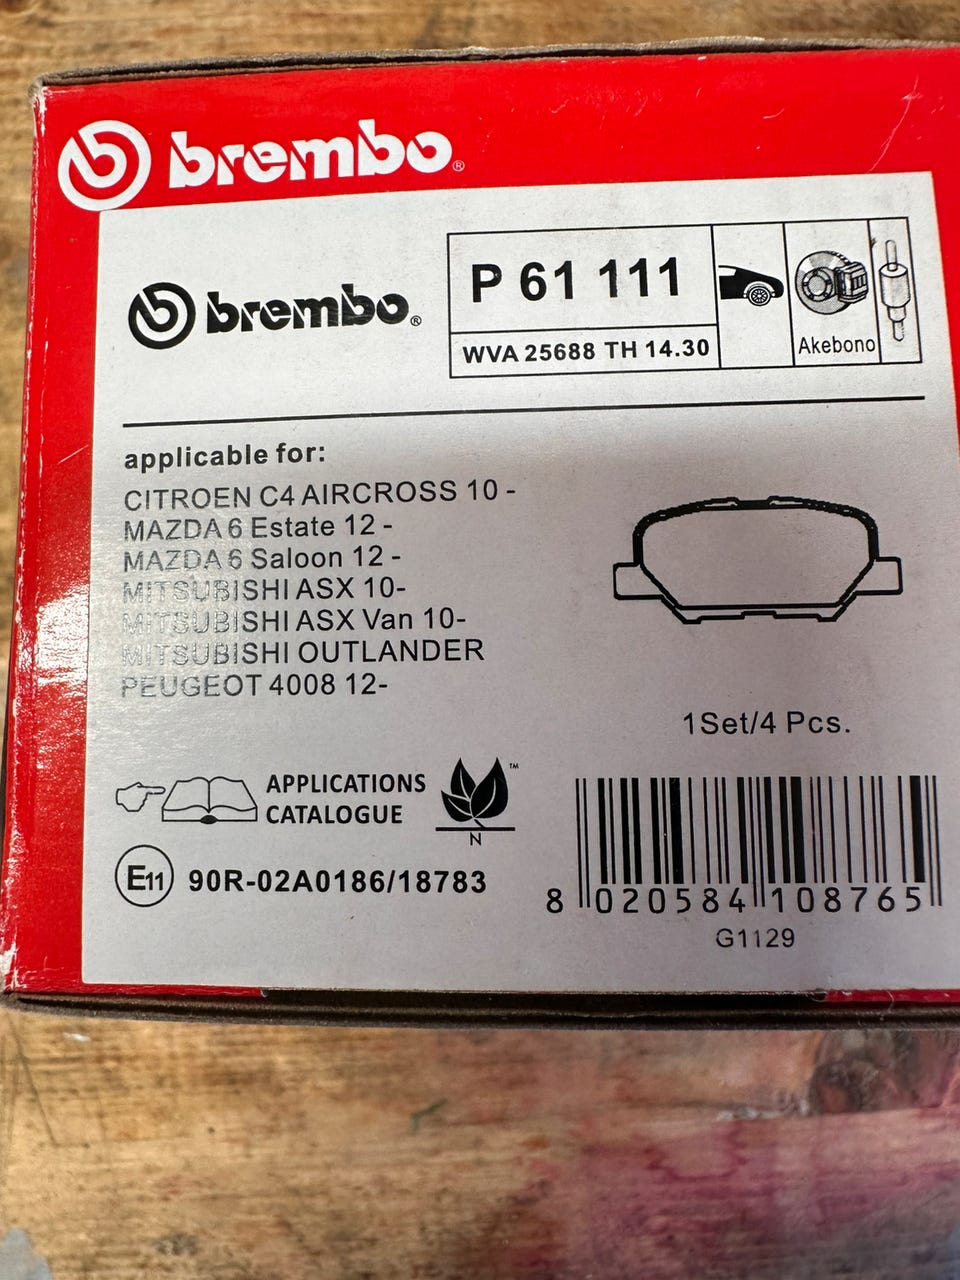 brembo®
brembo®
P 61 111
WVA 25688 TH 14.30
Akebono
applicable for:
CITROEN C4 AIRCROSS 10 -
MAZDA 6 Estate 12 -
MAZDA 6 Saloon 12 -
MITSUBISHI ASX 10-
MITSUBISHI ASX Van 10-
MITSUBISHI OUTLANDER
PEUGEOT 4008 12-
1Set/4 Pcs.
APPLICATIONS
CATALOGUE
™
N
E11 90R-02A0186/18783
8 020584 108765
G1129